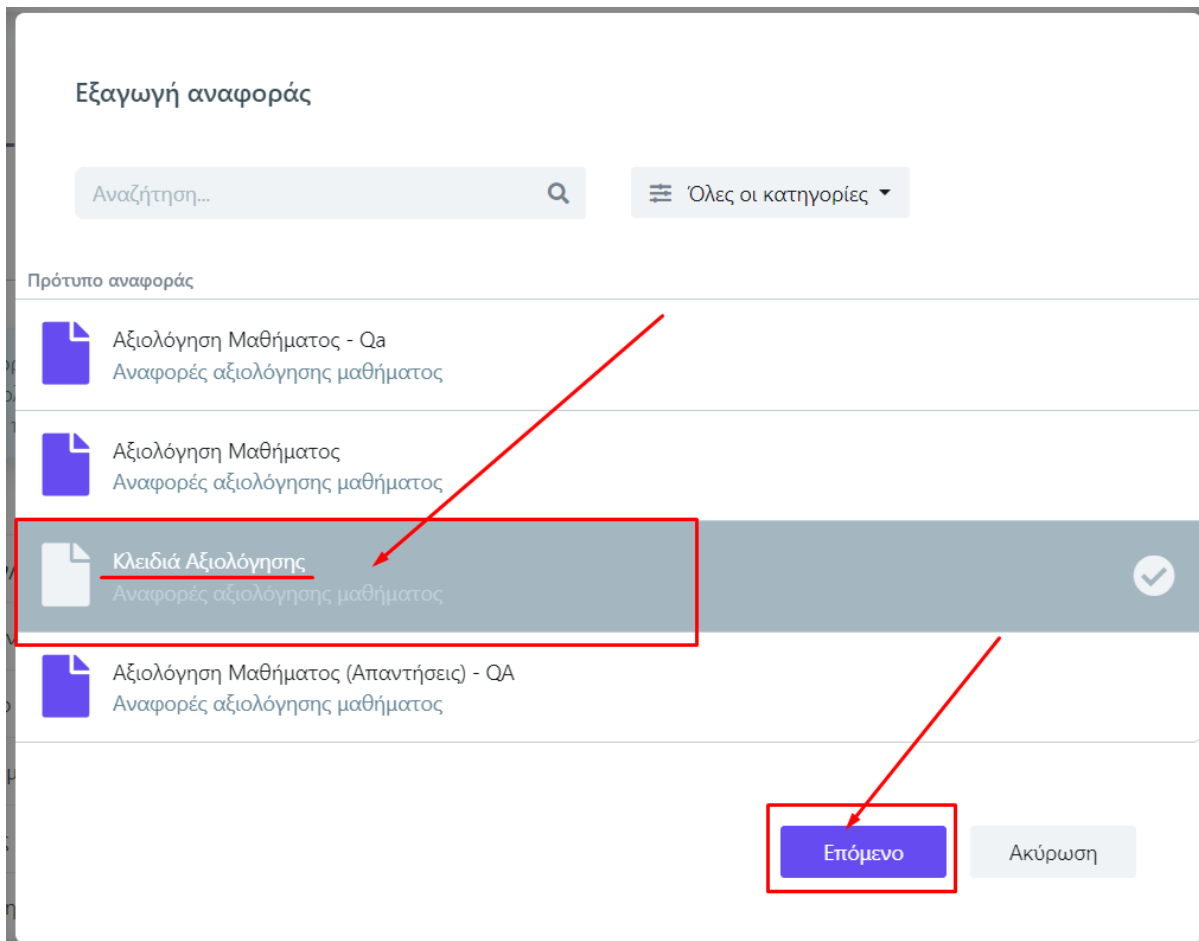 Εξαγωγή αναφοράς
Αναζήτηση...
Όλες οι κατηγορίες
Πρότυπο αναφοράς
Αξιολόγηση Μαθήματος - Qa
Αναφορές αξιολόγησης μαθήματος
Αξιολόγηση Μαθήματος
Αναφορές αξιολόγησης μαθήματος
Κλειδιά Αξιολόγησης
Αναφορές αξιολόγησης μαθήματος
Αξιολόγηση Μαθήματος (Απαντήσεις) - QA
Αναφορές αξιολόγησης μαθήματος
Επόμενο Ακύρωση